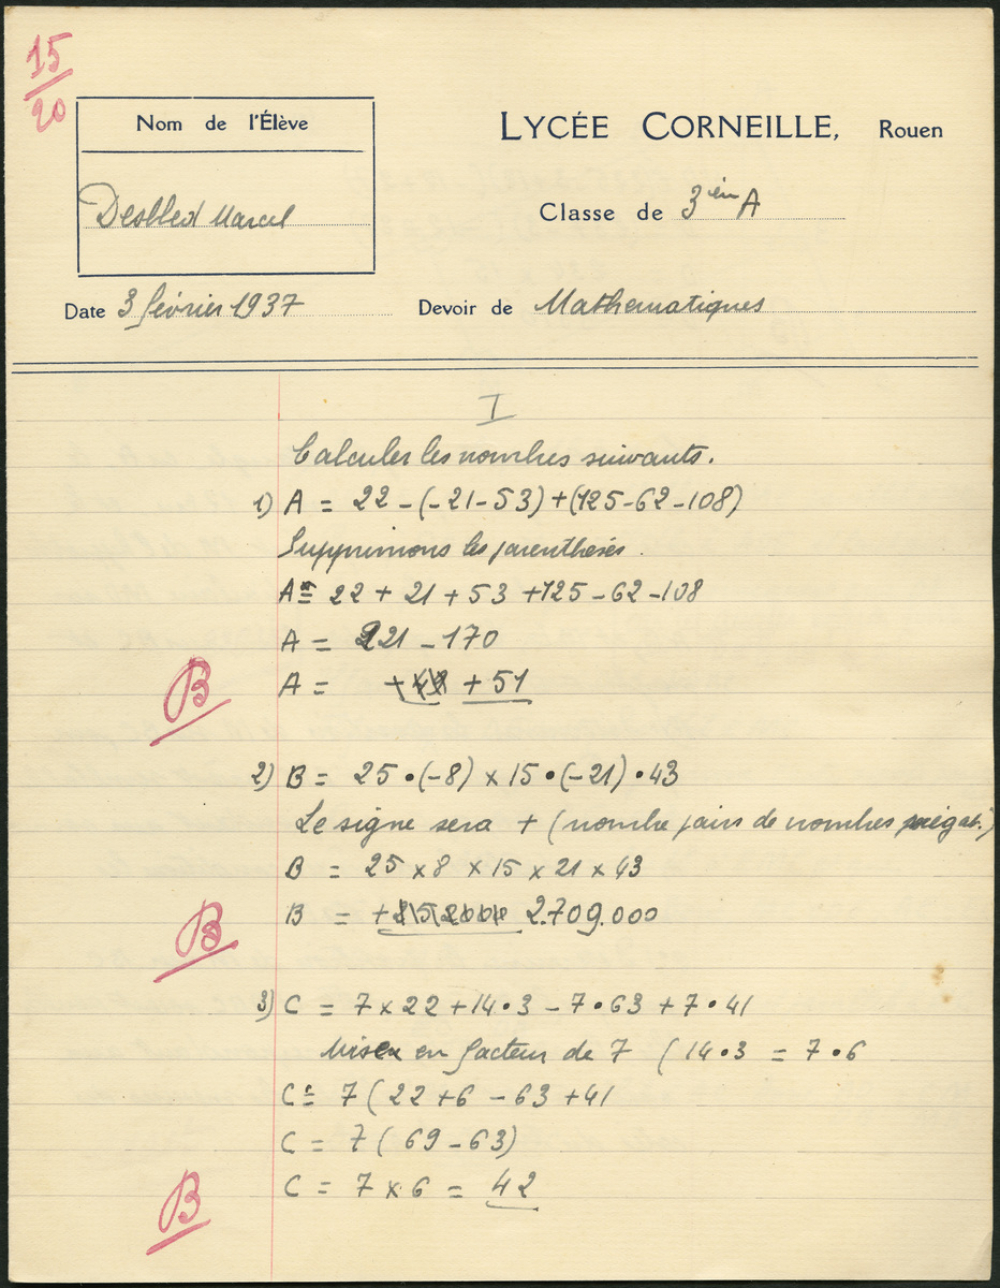 15/20
Nom de l'Élève
LYCÉE CORNEILLE, Rouen
Desbled Marcel
Classe de 3ièm A
Date 3 février 1937
Devoir de Mathematiques
I
Calculer les nombres suivants.
1) A = 22 - (-21-53) + (125-62-108)
Supprimons les parenthèses.
A = 22 + 21 + 53 + 125 - 62 - 108
A = 221 - 170
A = + 51
B
2) B = 25 • (-8) x 15 • (-21) • 43
Le signe sera + (nombre pair de nombres négat.)
B = 25 x 8 x 15 x 21 x 43
B = + 2.709.000
B
3) C = 7 x 22 + 14 • 3 - 7 • 63 + 7 • 41
Mise en facteur de 7 ( 14 • 3 = 7 • 6
C = 7 ( 22 + 6 - 63 + 41
C = 7 ( 69 - 63)
C = 7 x 6 = 42
B